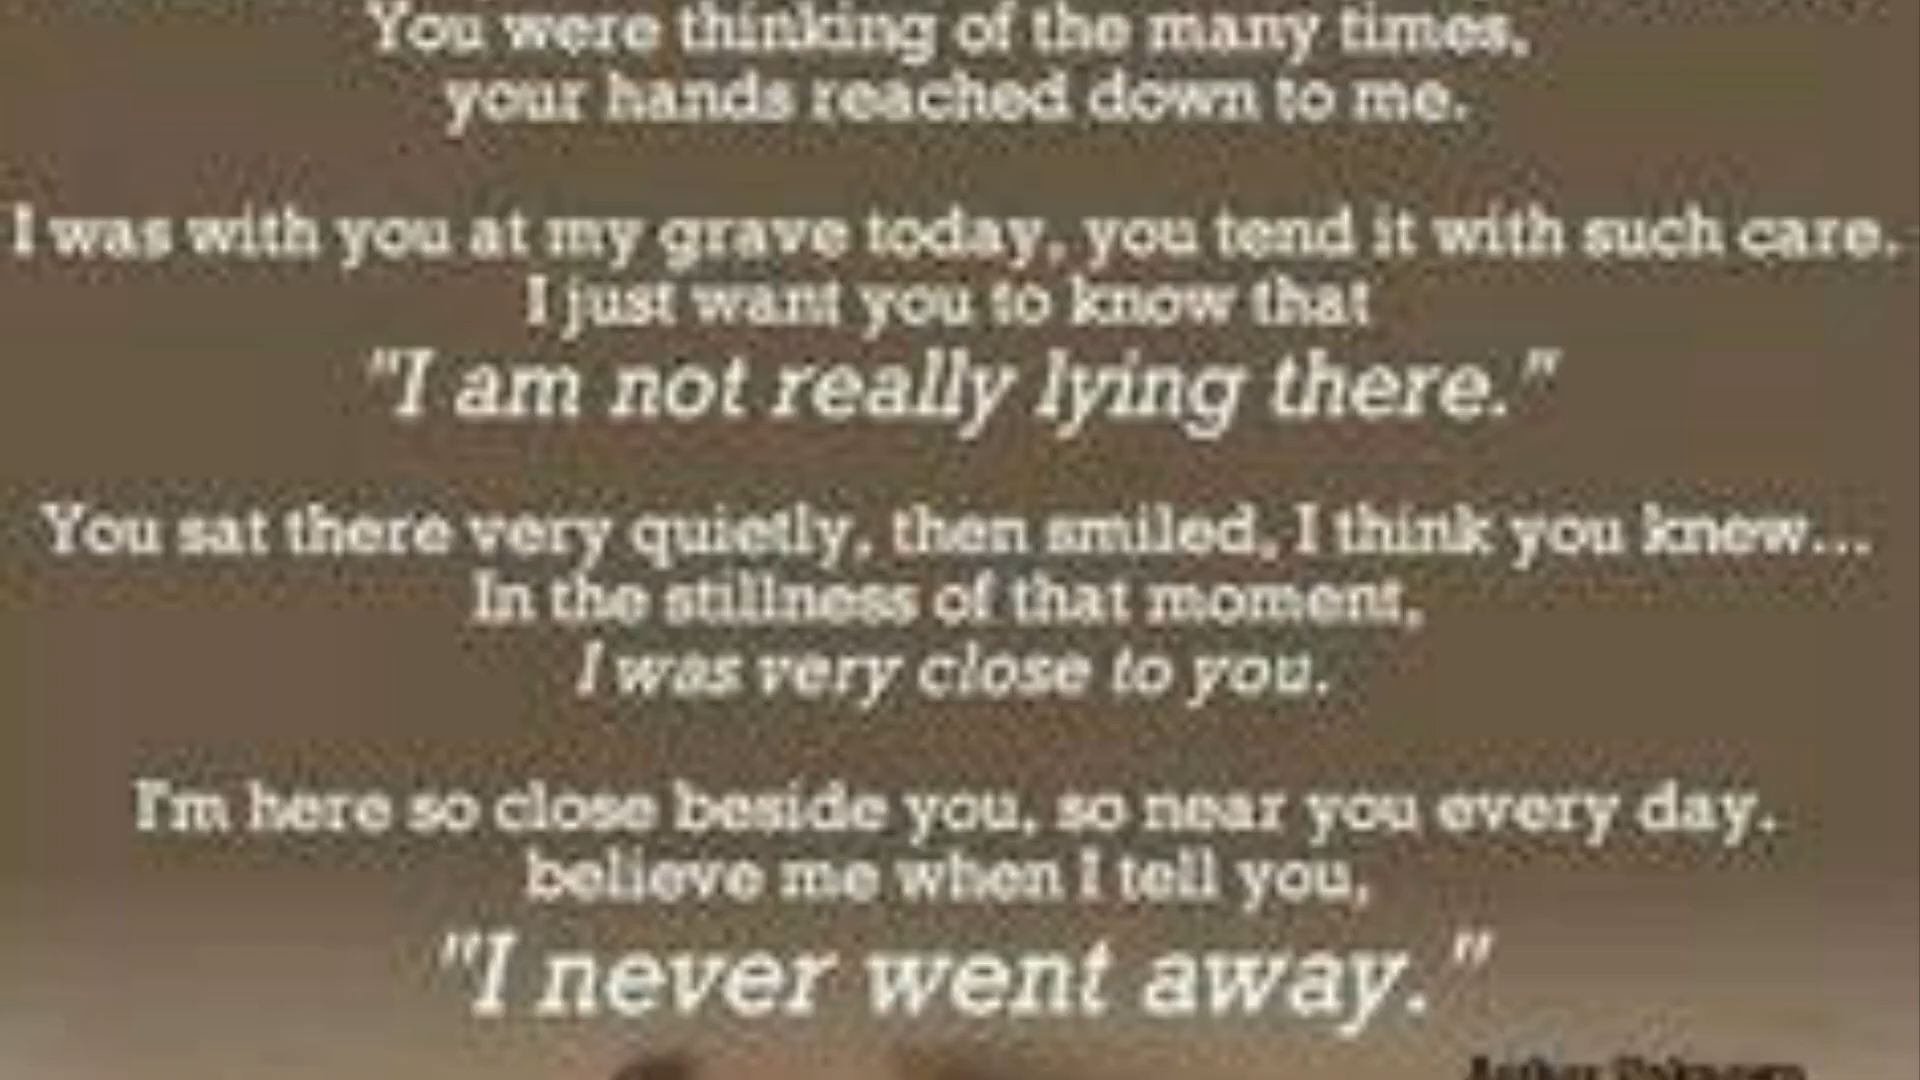 You were thinking of the many times,
your hands reached down to me.
I was with you at my grave today, you tend it with such care.
I just want you to know that
"I am not really lying there."
You sat there very quietly, then smiled, I think you knew...
In the stillness of that moment,
I was very close to you.
I'm here so close beside you, so near you every day.
believe me when I tell you,
"I never went away."
Author Unknown